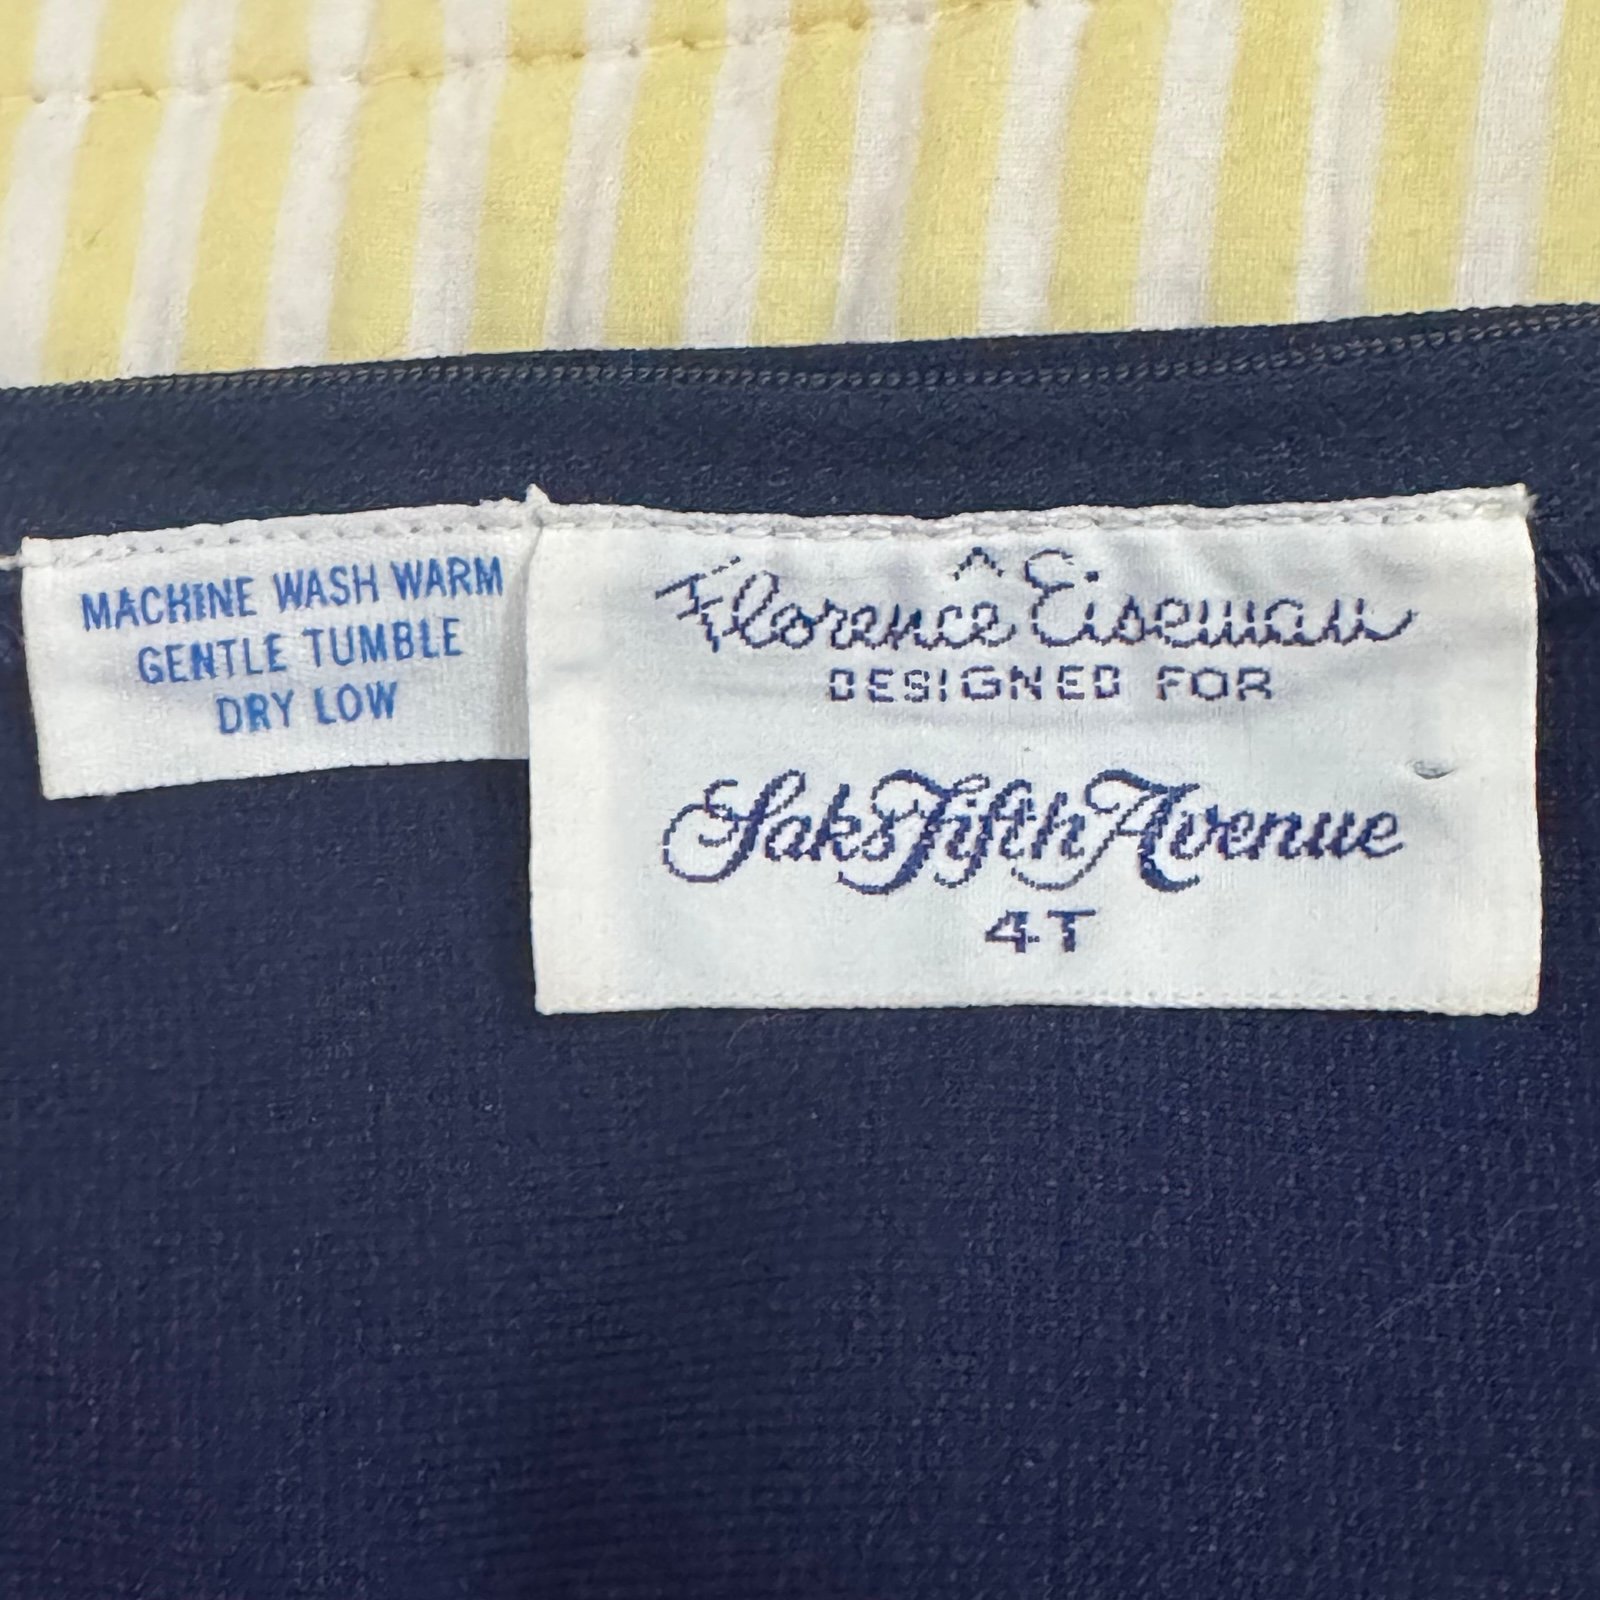 MACHINE WASH WARM
GENTLE TUMBLE
DRY LOW
Florence Eiseman
DESIGNED FOR
Saks Fifth Avenue
4T